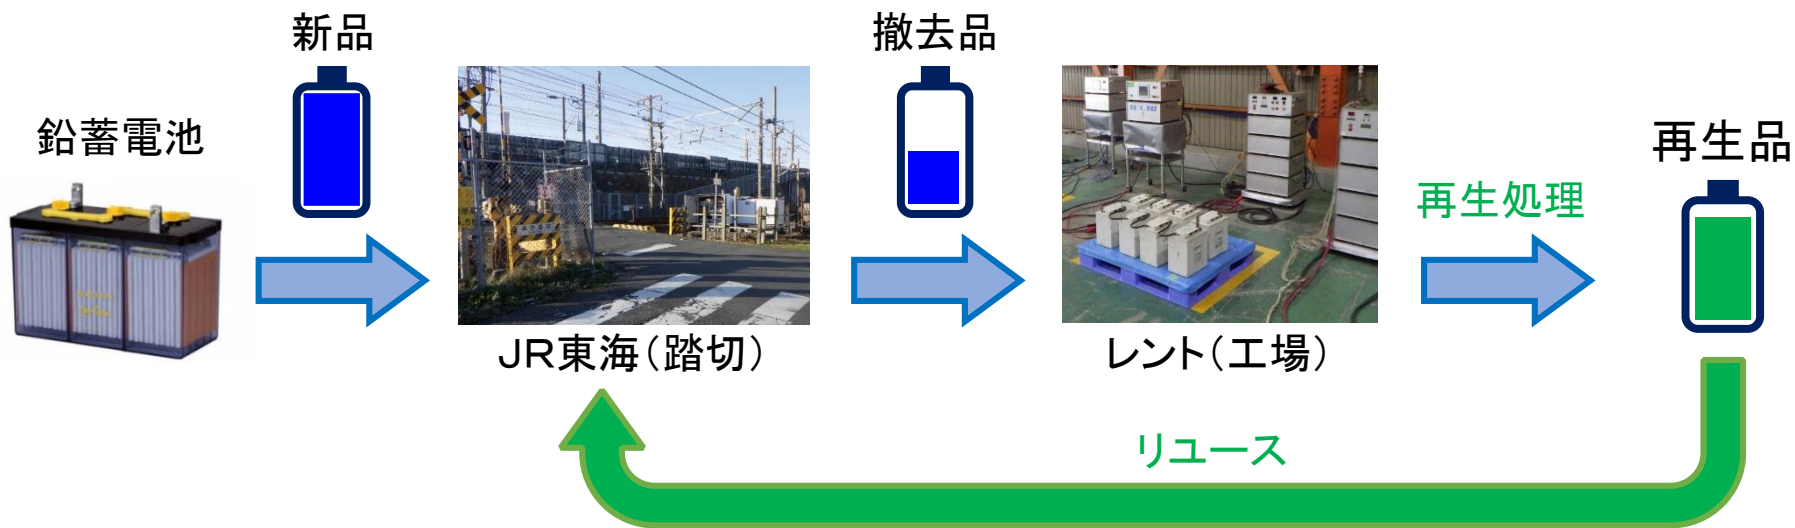 新品
撤去品
鉛蓄電池
再生品
再生処理
JR東海（踏切）
レント（工場）
リユース